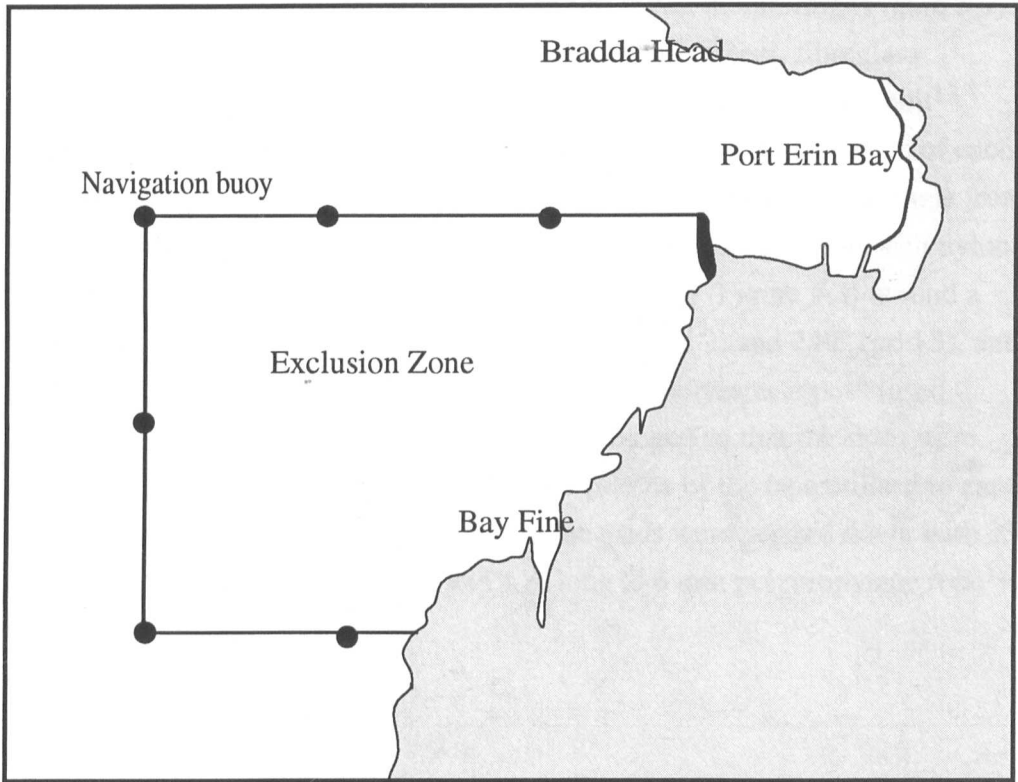 Bradda Head
Port Erin Bay
Navigation buoy
Exclusion Zone
Bay Fine